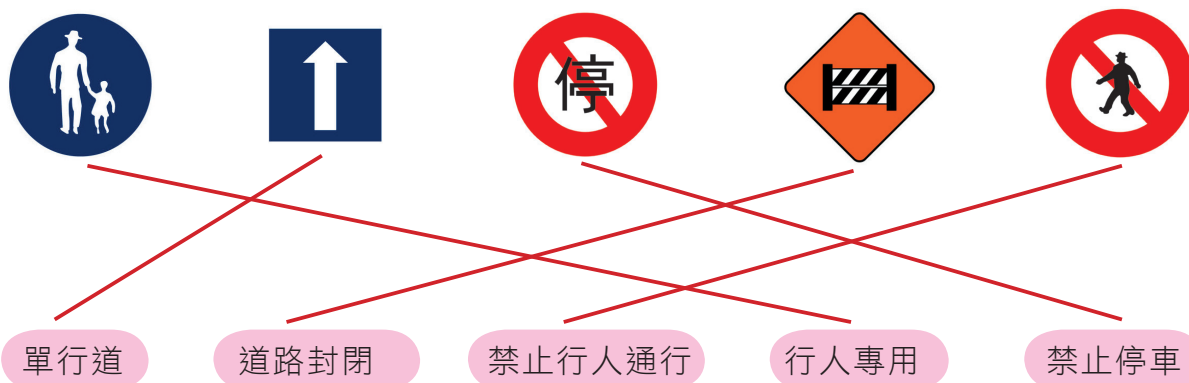 停
單行道
道路封閉
禁止行人通行
行人專用
禁止停車